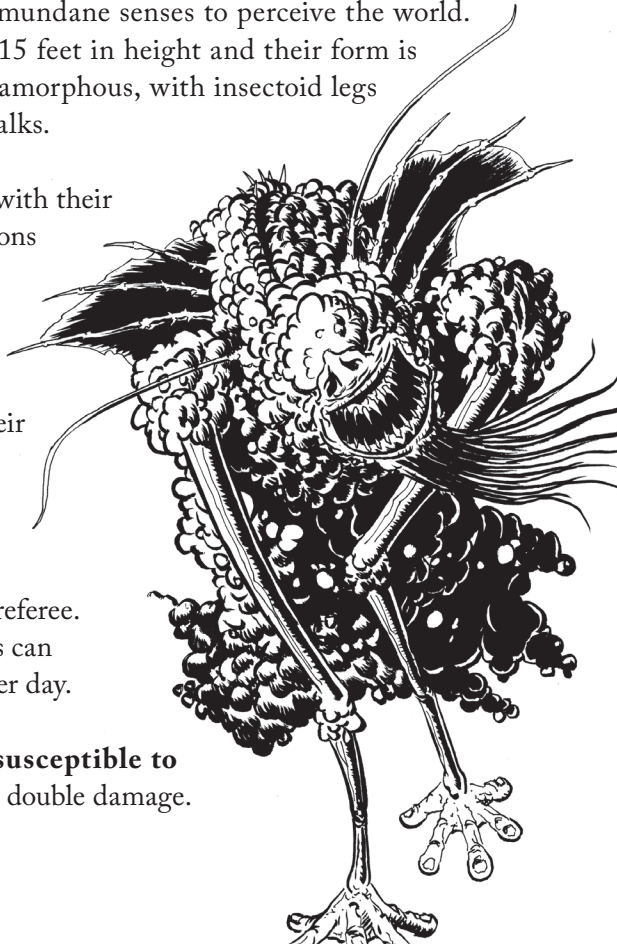 mundane senses to perceive the world.
15 feet in height and their form is
amorphous, with insectoid legs
alks.
with their
ons
eir
referee.
s can
er day.
susceptible to
double damage.